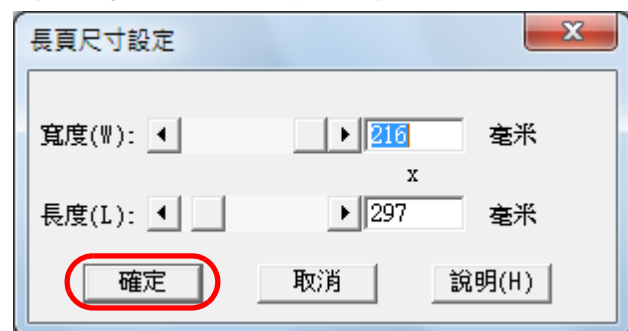 長頁尺寸設定
寬度(W): 216 毫米
x
長度(L): 297 毫米
確定 取消 說明(H)